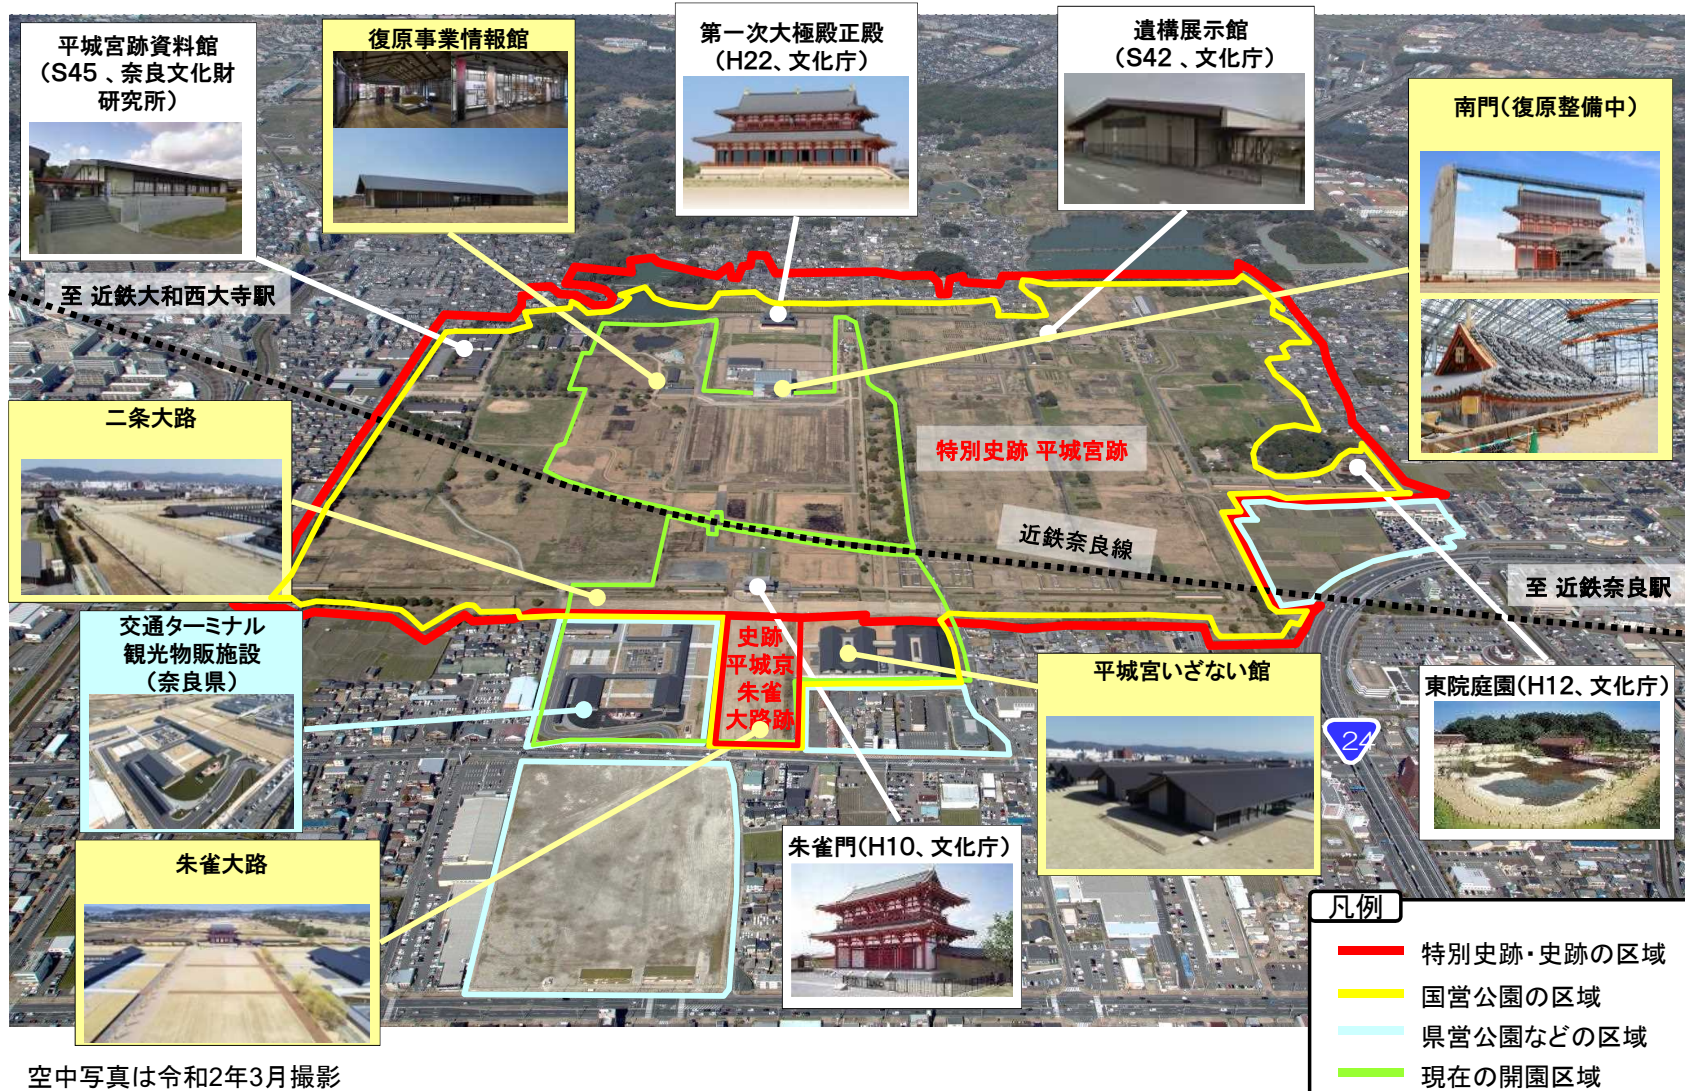 平城宮跡資料館
(S45 、奈良文化財
研究所)
復原事業情報館
第一次大極殿正殿
(H22、文化庁)
遺構展示館
(S42 、文化庁)
南門(復原整備中)
至 近鉄大和西大寺駅
二条大路
特別史跡 平城宮跡
近鉄奈良線
至 近鉄奈良駅
交通ターミナル
観光物販施設
(奈良県)
史跡
平城京
朱雀
大路跡
平城宮いざない館
東院庭園(H12、文化庁)
24
朱雀大路
朱雀門(H10、文化庁)
凡例
特別史跡・史跡の区域
国営公園の区域
県営公園などの区域
現在の開園区域
空中写真は令和2年3月撮影